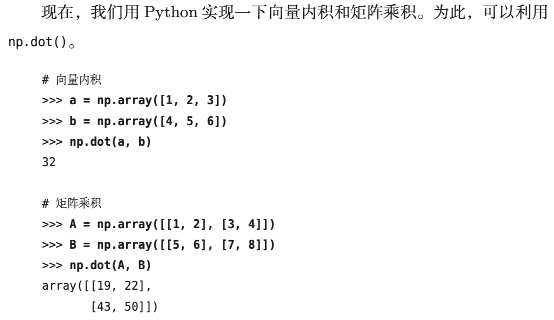 现在，我们用 Python 实现一下向量内积和矩阵乘积。为此，可以利用
np.dot()。
# 向量内积
>>> a = np.array([1, 2, 3])
>>> b = np.array([4, 5, 6])
>>> np.dot(a, b)
32
# 矩阵乘积
>>> A = np.array([[1, 2], [3, 4]])
>>> B = np.array([[5, 6], [7, 8]])
>>> np.dot(A, B)
array([[19, 22],
       [43, 50]])